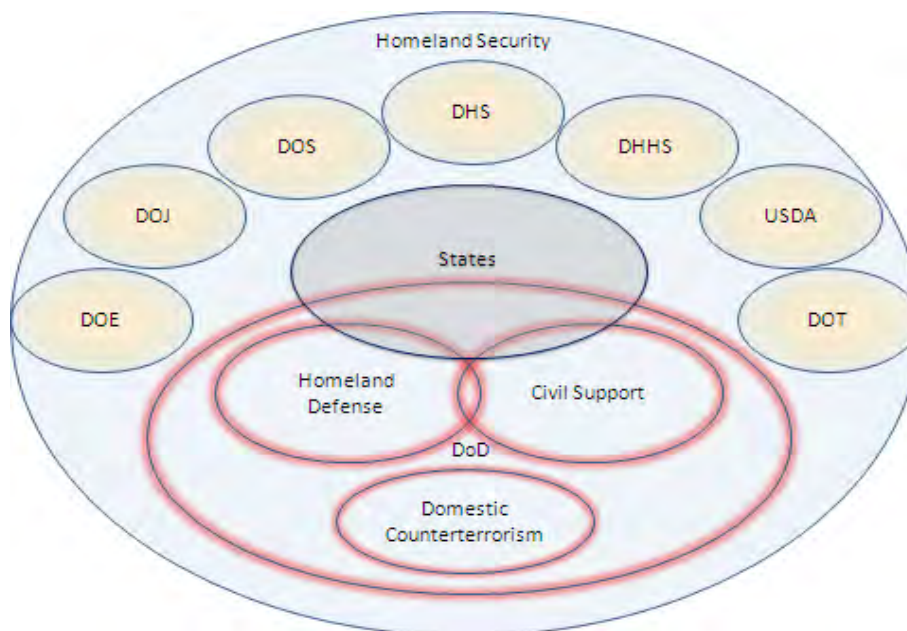 Homeland Security
DHS
DOS
DHHS
DOJ
USDA
States
DOE
DOT
Homeland
Defense
Civil Support
DoD
Domestic
Counterterrorism